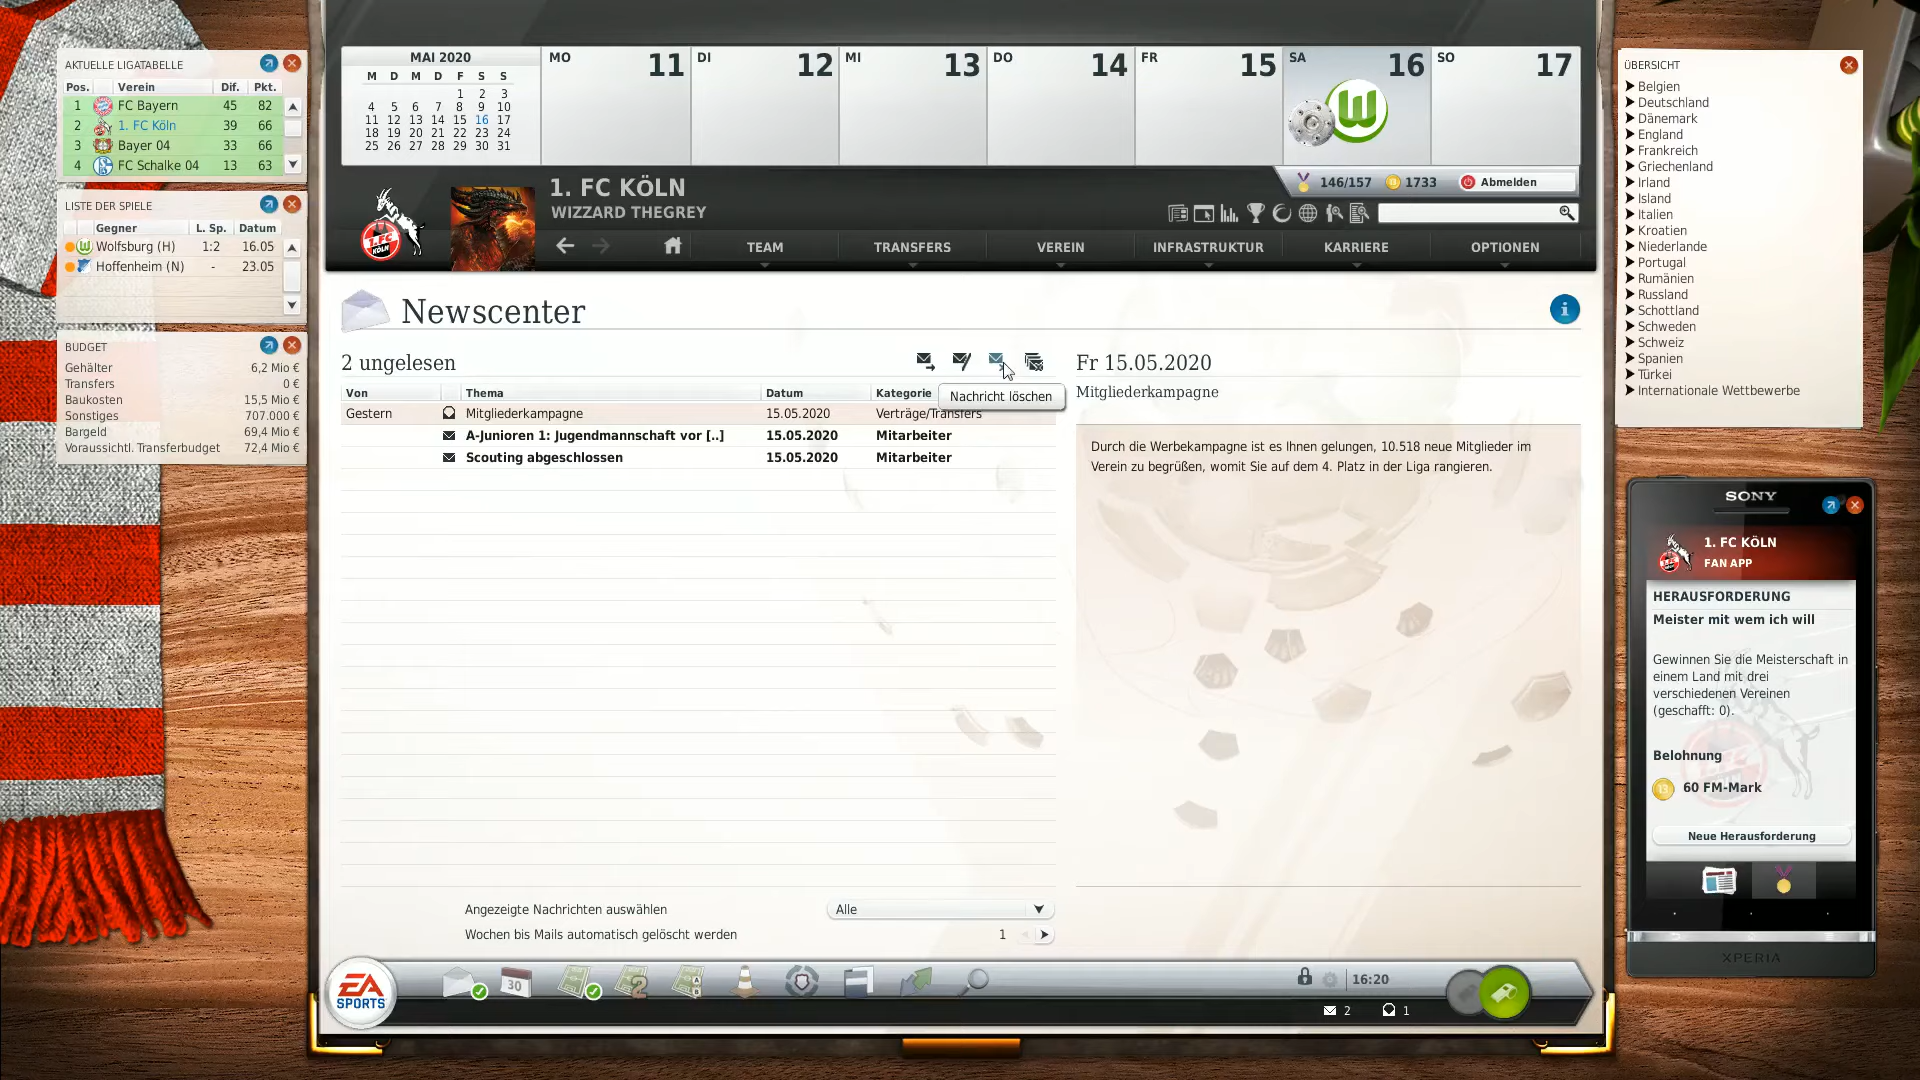 AKTUELLE LIGATABELLE
Pos. Verein Dif. Pkt.
1 FC Bayern 45 82
2 1. FC Köln 39 66
3 Bayer 04 33 66
4 FC Schalke 04 13 63
LISTE DER SPIELE
Gegner L. Sp. Datum
Wolfsburg (H) 1:2 16.05
Hoffenheim (N) - 23.05
BUDGET
Gehälter 6,2 Mio €
Transfers 0 €
Baukosten 15,5 Mio €
Sonstiges 707.000 €
Bargeld 69,4 Mio €
Voraussichtl. Transferbudget 72,4 Mio €
MAI 2020
M D M D F S S
1 2 3
4 5 6 7 8 9 10
11 12 13 14 15 16 17
18 19 20 21 22 23 24
25 26 27 28 29 30 31
MO 11 DI 12 MI 13 DO 14 FR 15 SA 16 SO 17
1. FC KÖLN
WIZZARD THEGREY
146/157 1733 Abmelden
TEAM TRANSFERS VEREIN INFRASTRUKTUR KARRIERE OPTIONEN
Newscenter
2 ungelesen
Von Thema Datum Kategorie
Nachricht löschen
Gestern Mitgliederkampagne 15.05.2020 Verträge/Transfers
A-Junioren 1: Jugendmannschaft vor [..] 15.05.2020 Mitarbeiter
Scouting abgeschlossen 15.05.2020 Mitarbeiter
Fr 15.05.2020
Mitgliederkampagne
Durch die Werbekampagne ist es Ihnen gelungen, 10.518 neue Mitglieder im
Verein zu begrüßen, womit Sie auf dem 4. Platz in der Liga rangieren.
Angezeigte Nachrichten auswählen Alle
Wochen bis Mails automatisch gelöscht werden 1
EA
SPORTS
30
2
16:20
2 1
ÜBERSICHT
Belgien
Deutschland
Dänemark
England
Frankreich
Griechenland
Irland
Island
Italien
Kroatien
Niederlande
Portugal
Rumänien
Russland
Schottland
Schweden
Schweiz
Spanien
Türkei
Internationale Wettbewerbe
SONY
1. FC KÖLN
FAN APP
HERAUSFORDERUNG
Meister mit wem ich will
Gewinnen Sie die Meisterschaft in
einem Land mit drei
verschiedenen Vereinen
(geschafft: 0).
Belohnung
60 FM-Mark
Neue Herausforderung
XPERIA